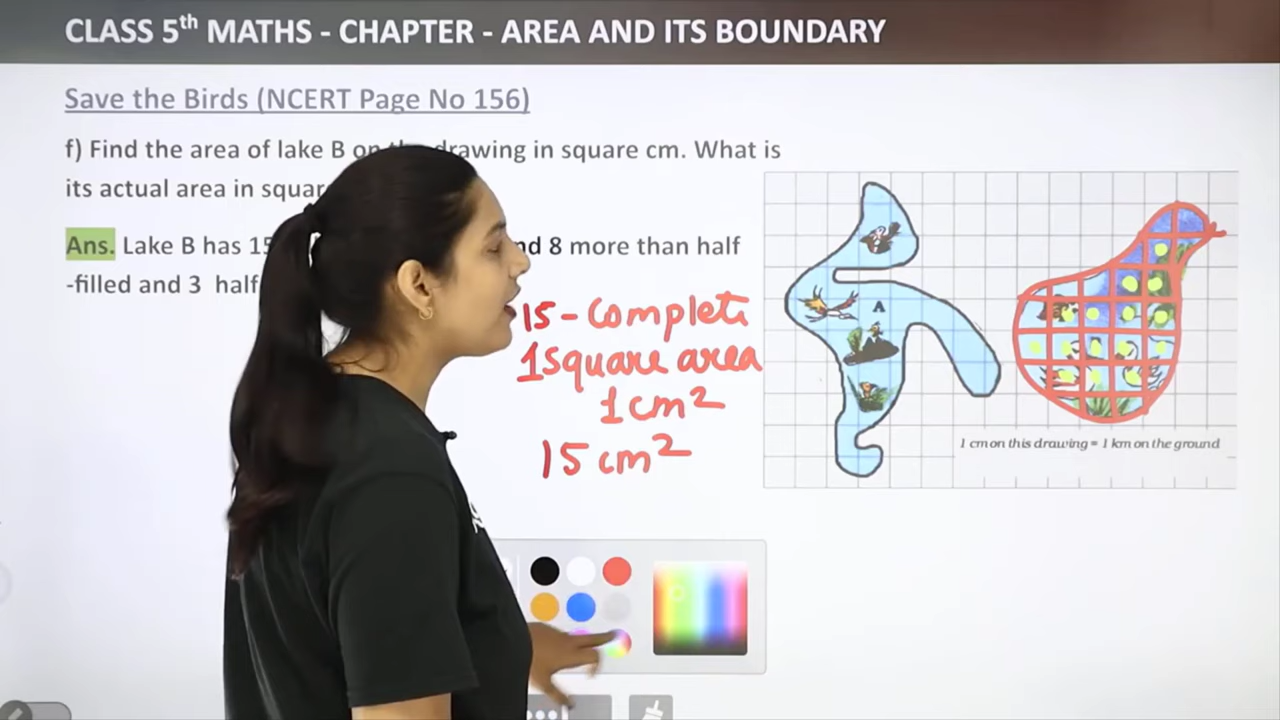 CLASS 5th MATHS - CHAPTER - AREA AND ITS BOUNDARY
Save the Birds (NCERT Page No 156)
f) Find the area of lake B on the drawing in square cm. What is
its actual area in squar
Ans. Lake B has 15 nd 8 more than half
-filled and 3 half
15 - Complete
1 square area
1 cm²
15 cm²
A
1 cm on this drawing = 1 km on the ground